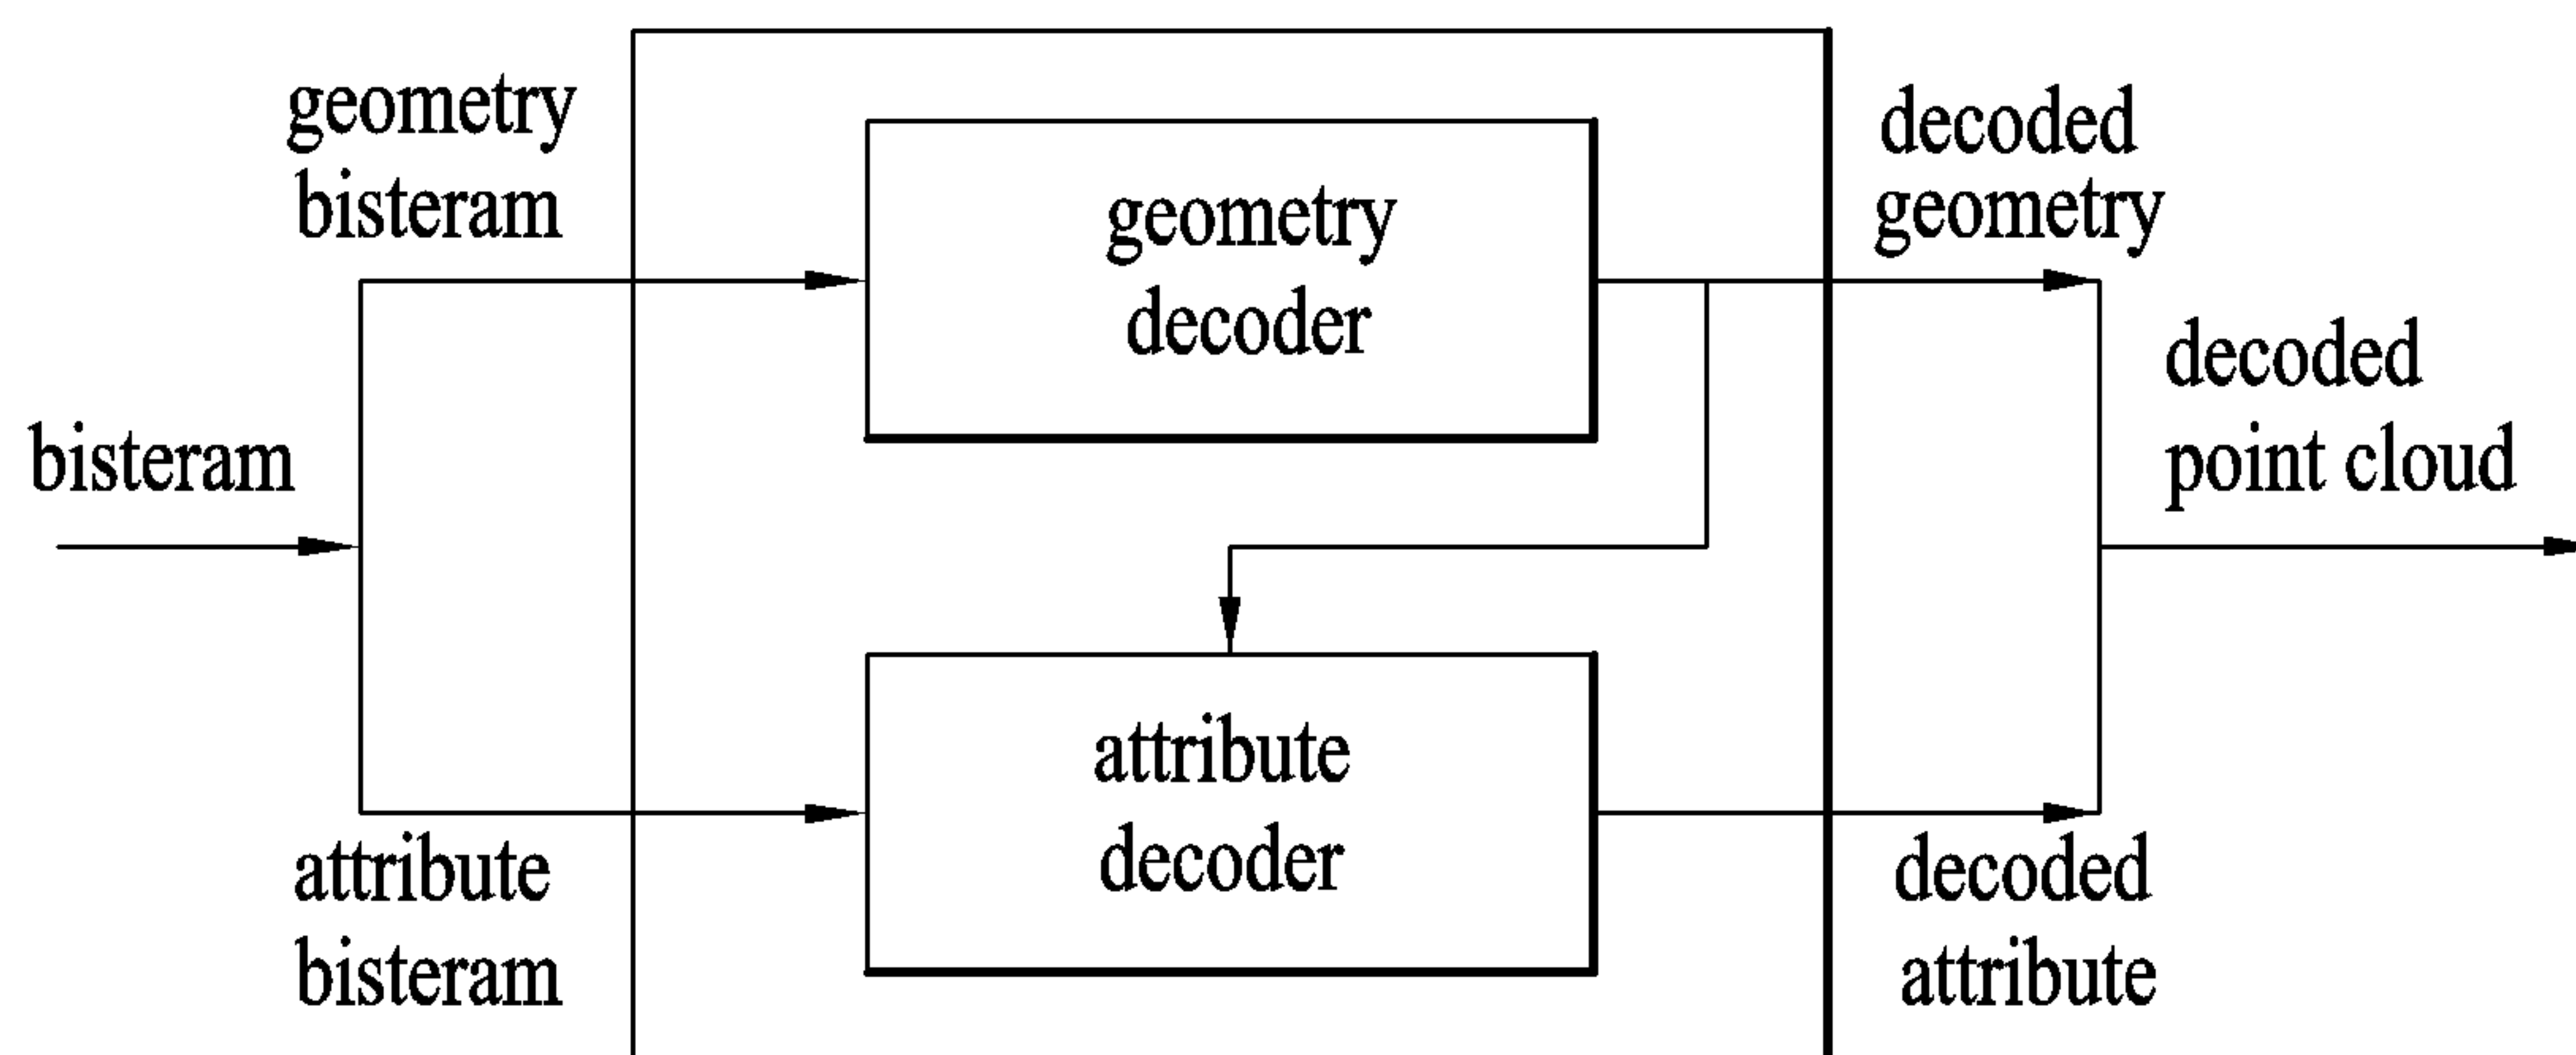 geometry
bisteram
decoded
geometry
geometry
decoder
decoded
point cloud
bisteram
attribute
decoder
attribute
bisteram
decoded
attribute